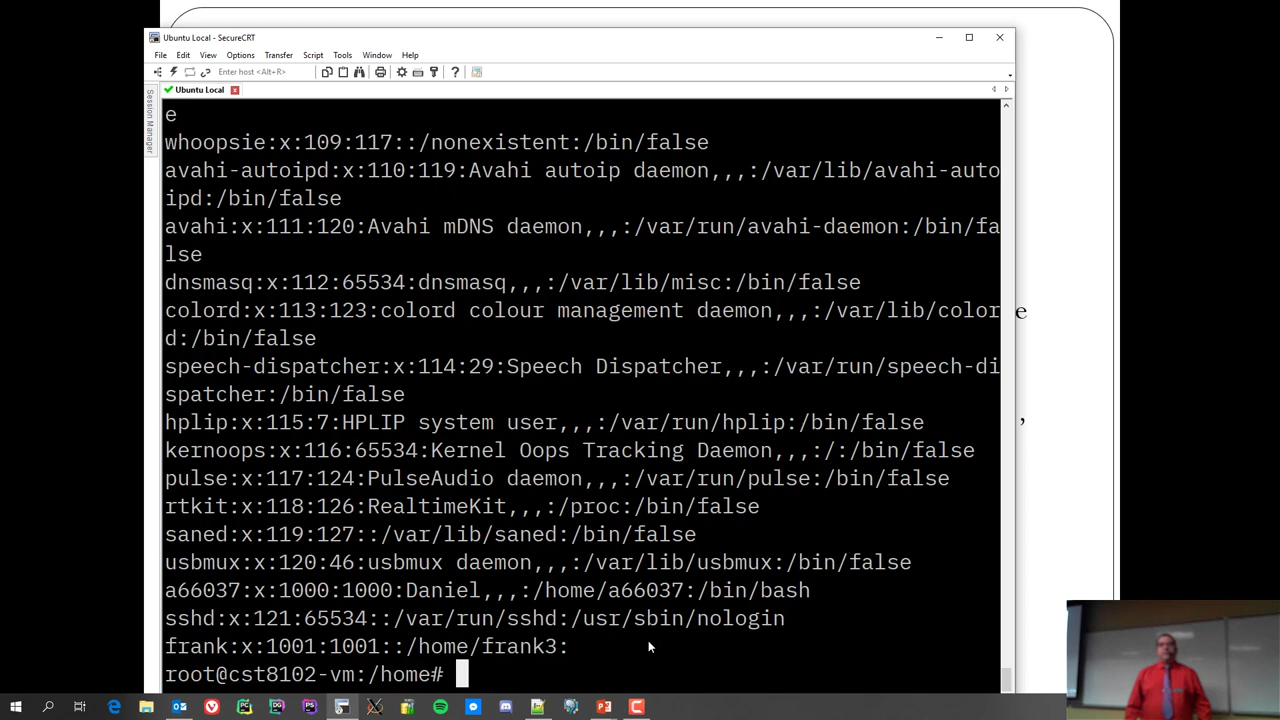 Ubuntu Local - SecureCRT
File Edit View Options Transfer Script Tools Window Help
Enter host <Alt+R>
Session Manager
Ubuntu Local
e
whoopsie:x:109:117::/nonexistent:/bin/false
avahi-autoipd:x:110:119:Avahi autoip daemon,,,:/var/lib/avahi-auto
ipd:/bin/false
avahi:x:111:120:Avahi mDNS daemon,,,:/var/run/avahi-daemon:/bin/fa
lse
dnsmasq:x:112:65534:dnsmasq,,,:/var/lib/misc:/bin/false
colord:x:113:123:colord colour management daemon,,,:/var/lib/color
d:/bin/false
e
speech-dispatcher:x:114:29:Speech Dispatcher,,,:/var/run/speech-di
spatcher:/bin/false
hplip:x:115:7:HPLIP system user,,,:/var/run/hplip:/bin/false
,
kernoops:x:116:65534:Kernel Oops Tracking Daemon,,,:/:/bin/false
pulse:x:117:124:PulseAudio daemon,,,:/var/run/pulse:/bin/false
rtkit:x:118:126:RealtimeKit,,,:/proc:/bin/false
saned:x:119:127::/var/lib/saned:/bin/false
usbmux:x:120:46:usbmux daemon,,,:/var/lib/usbmux:/bin/false
a66037:x:1000:1000:Daniel,,,:/home/a66037:/bin/bash
sshd:x:121:65534::/var/run/sshd:/usr/sbin/nologin
frank:x:1001:1001::/home/frank3:
root@cst8102-vm:/home#